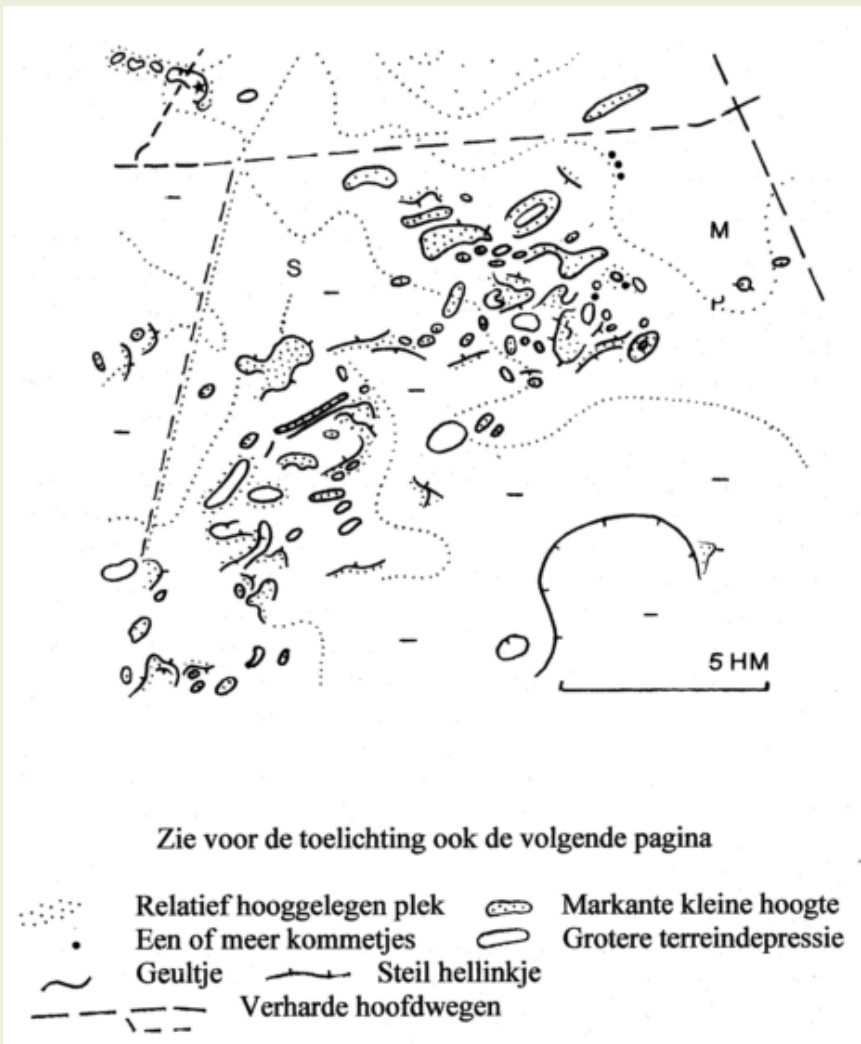 M
S
P
5 HM
Zie voor de toelichting ook de volgende pagina
Relatief hooggelegen plek
Markante kleine hoogte
Een of meer kommetjes
Grotere terreindepressie
Geultje
Steil hellinkje
Verharde hoofdwegen